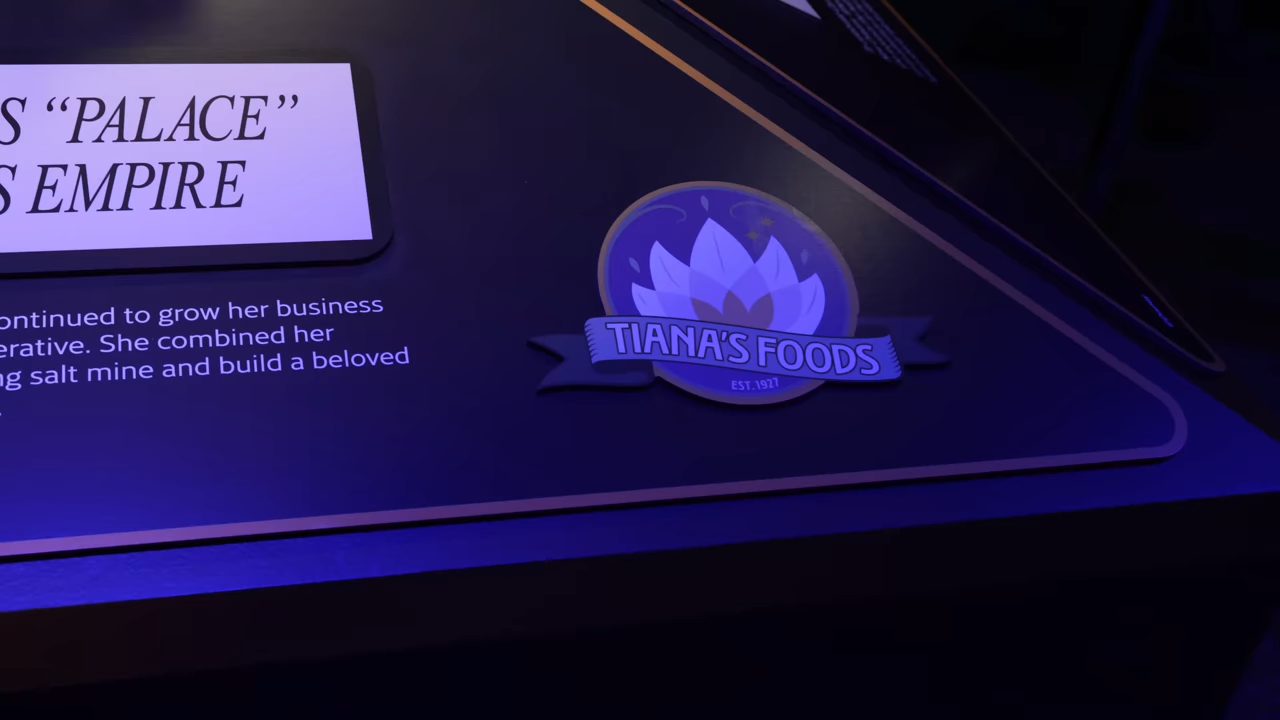 S “PALACE”
S EMPIRE
ontinued to grow her business
erative. She combined her
ng salt mine and build a beloved
TIANA'S FOODS
EST. 1927